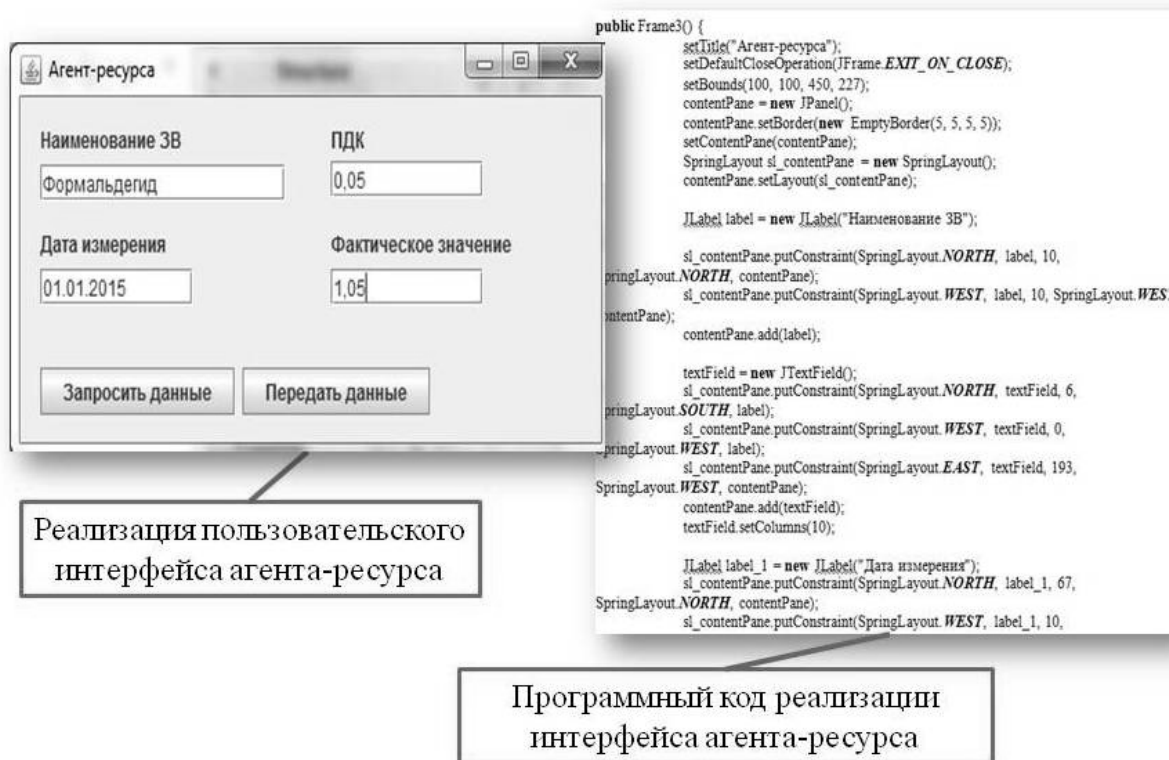 Агент-ресурса
Наименование ЗВ
ПДК
Формальдегид
0,05
Дата измерения
Фактическое значение
01.01.2015
1,05
Запросить данные
Передать данные
Реализация пользовательского
интерфейса агента-ресурса
public Frame3() {
setTitle("Агент-ресурса");
setDefaultCloseOperation(JFrame.EXIT_ON_CLOSE);
setBounds(100, 100, 450, 227);
contentPane = new JPanel();
contentPane.setBorder(new EmptyBorder(5, 5, 5, 5));
setContentPane(contentPane);
SpringLayout sl_contentPane = new SpringLayout();
contentPane.setLayout(sl_contentPane);
JLabel label = new JLabel("Наименование ЗВ");
sl_contentPane.putConstraint(SpringLayout.NORTH, label, 10,
pringLayout.NORTH, contentPane);
sl_contentPane.putConstraint(SpringLayout.WEST, label, 10, SpringLayout.WES
ontentPane);
contentPane.add(label);
textField = new JTextField();
sl_contentPane.putConstraint(SpringLayout.NORTH, textField, 6,
pringLayout.SOUTH, label);
sl_contentPane.putConstraint(SpringLayout.WEST, textField, 0,
pringLayout.WEST, label);
sl_contentPane.putConstraint(SpringLayout.EAST, textField, 193,
SpringLayout.WEST, contentPane);
contentPane.add(textField);
textField.setColumns(10);
JLabel label_1 = new JLabel("Дата измерения");
sl_contentPane.putConstraint(SpringLayout.NORTH, label_1, 67,
SpringLayout.NORTH, contentPane);
sl_contentPane.putConstraint(SpringLayout.WEST, label_1, 10,
Программный код реализации
интерфейса агента-ресурса